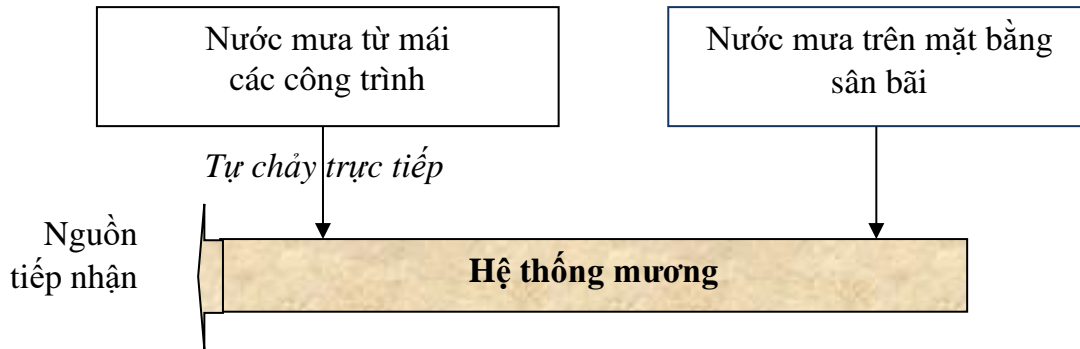 Nước mưa từ mái
các công trình
Nước mưa trên mặt bằng
sân bãi
Tự chảy trực tiếp
Nguồn
tiếp nhận
Hệ thống mương